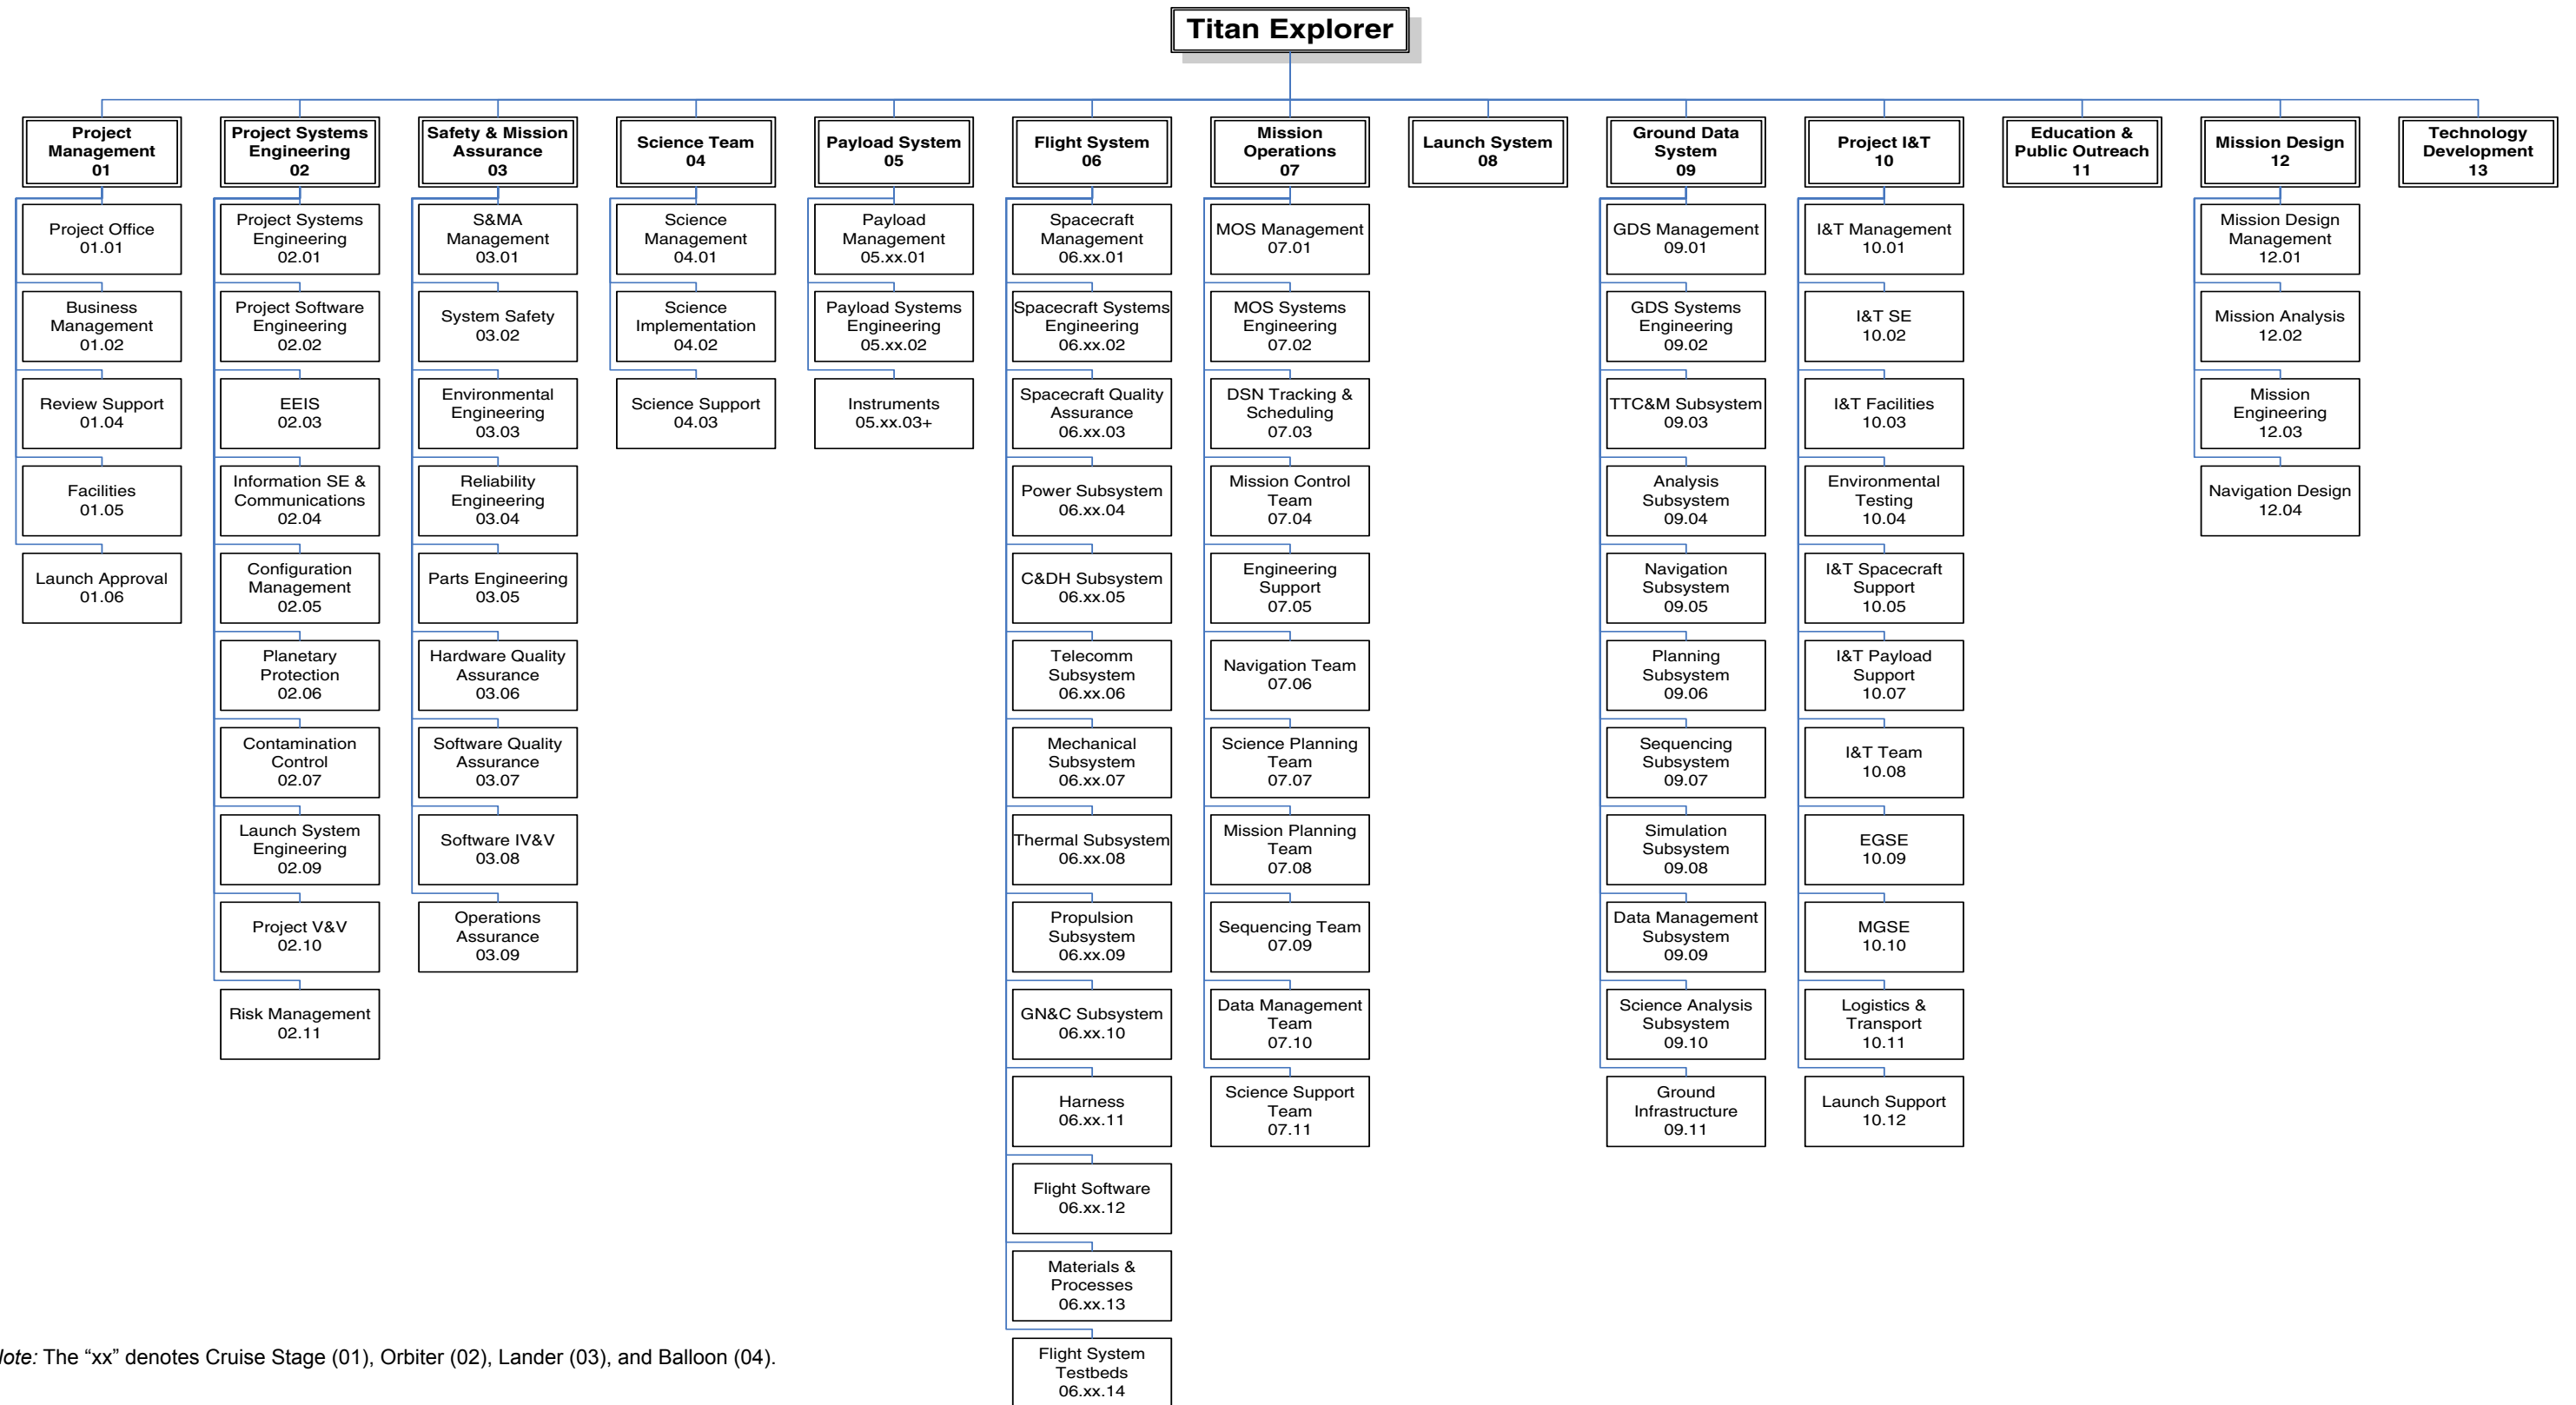 Titan Explorer
Project
Management
01
Project Systems
Engineering
02
Safety & Mission
Assurance
03
Science Team
04
Payload System
05
Flight System
06
Mission
Operations
07
Launch System
08
Ground Data
System
09
Project I&T
10
Education &
Public Outreach
11
Mission Design
12
Technology
Development
13
Project Office
01.01
Business
Management
01.02
Review Support
01.04
Facilities
01.05
Launch Approval
01.06
Project Systems
Engineering
02.01
Project Software
Engineering
02.02
EEIS
02.03
Information SE &
Communications
02.04
Configuration
Management
02.05
Planetary
Protection
02.06
Contamination
Control
02.07
Launch System
Engineering
02.09
Project V&V
02.10
Risk Management
02.11
S&MA
Management
03.01
System Safety
03.02
Environmental
Engineering
03.03
Reliability
Engineering
03.04
Parts Engineering
03.05
Hardware Quality
Assurance
03.06
Software Quality
Assurance
03.07
Software IV&V
03.08
Operations
Assurance
03.09
Science
Management
04.01
Science
Implementation
04.02
Science Support
04.03
Payload
Management
05.xx.01
Payload Systems
Engineering
05.xx.02
Instruments
05.xx.03+
Spacecraft
Management
06.xx.01
Spacecraft Systems
Engineering
06.xx.02
Spacecraft Quality
Assurance
06.xx.03
Power Subsystem
06.xx.04
C&DH Subsystem
06.xx.05
Telecomm
Subsystem
06.xx.06
Mechanical
Subsystem
06.xx.07
Thermal Subsystem
06.xx.08
Propulsion
Subsystem
06.xx.09
GN&C Subsystem
06.xx.10
Harness
06.xx.11
Flight Software
06.xx.12
Materials &
Processes
06.xx.13
Flight System
Testbeds
06.xx.14
MOS Management
07.01
MOS Systems
Engineering
07.02
DSN Tracking &
Scheduling
07.03
Mission Control
Team
07.04
Engineering
Support
07.05
Navigation Team
07.06
Science Planning
Team
07.07
Mission Planning
Team
07.08
Sequencing Team
07.09
Data Management
Team
07.10
Science Support
Team
07.11
GDS Management
09.01
GDS Systems
Engineering
09.02
TTC&M Subsystem
09.03
Analysis
Subsystem
09.04
Navigation
Subsystem
09.05
Planning
Subsystem
09.06
Sequencing
Subsystem
09.07
Simulation
Subsystem
09.08
Data Management
Subsystem
09.09
Science Analysis
Subsystem
09.10
Ground
Infrastructure
09.11
I&T Management
10.01
I&T SE
10.02
I&T Facilities
10.03
Environmental
Testing
10.04
I&T Spacecraft
Support
10.05
I&T Payload
Support
10.07
I&T Team
10.08
EGSE
10.09
MGSE
10.10
Logistics &
Transport
10.11
Launch Support
10.12
Mission Design
Management
12.01
Mission Analysis
12.02
Mission
Engineering
12.03
Navigation Design
12.04
ote: The “xx” denotes Cruise Stage (01), Orbiter (02), Lander (03), and Balloon (04).